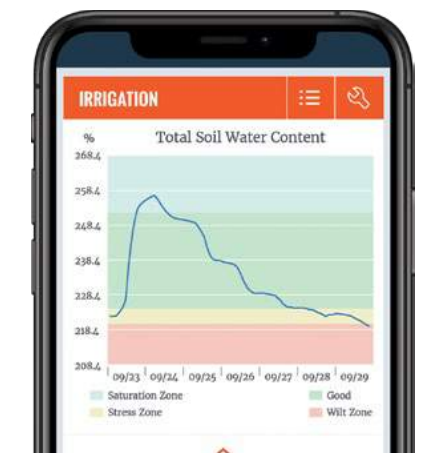 IRRIGATION
%
Total Soil Water Content
268.4
258.4
248.4
238.4
228.4
218.4
208.4
09/23 09/24 09/25 09/26 09/27 09/28 09/29
Saturation Zone Good
Stress Zone Wilt Zone